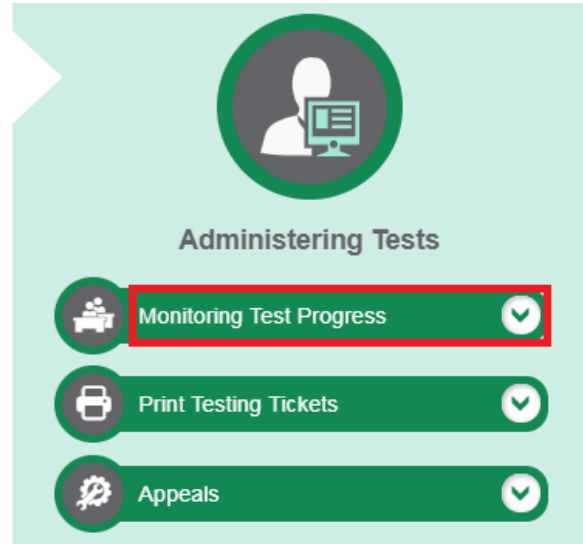 Administering Tests
Monitoring Test Progress
Print Testing Tickets
Appeals